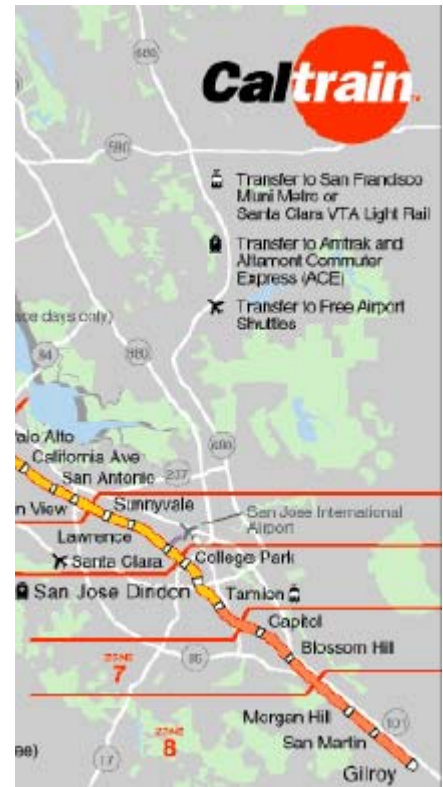 Caltrain
680
580
Transfer to San Francisco
Muni Metro or
Santa Clara VTA Light Rail
Transfer to Amtrak and
Altamont Commuter
Express (ACE)
Transfer to Free Airport
Shuttles
days only)
84
880
680
Palo Alto
California Ave
San Antonio
237
n View
Sunnyvale
San Jose International
Airport
Lawrence
Santa Clara
College Park
San Jose Diridon
Tamien
Capitol
Blossom Hill
ZONE
7
85
Morgan Hill
101
ZONE
8
San Martin
17
Gilroy